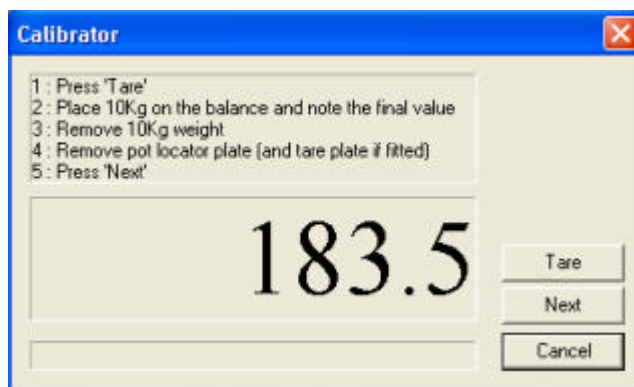 Calibrator
1 : Press 'Tare'
2 : Place 10Kg on the balance and note the final value
3 : Remove 10Kg weight
4 : Remove pot locator plate (and tare plate if fitted)
5 : Press 'Next'
183.5
Tare
Next
Cancel